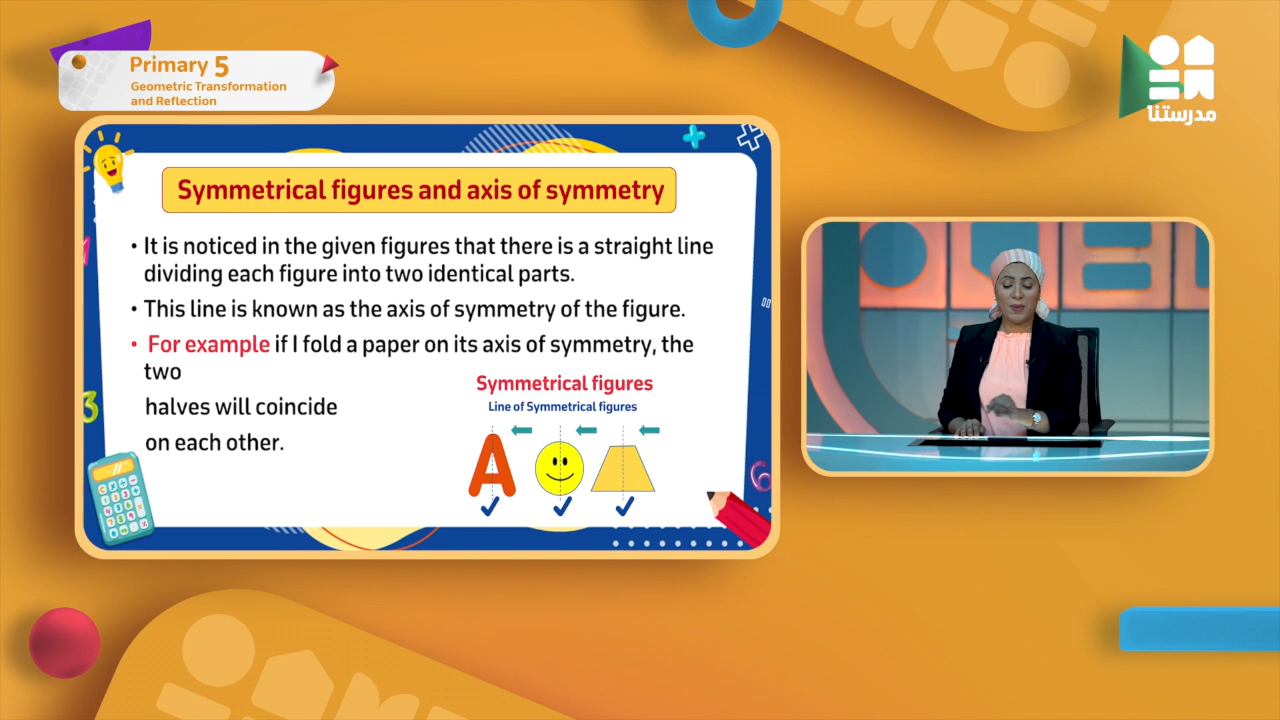 Primary 5
Geometric Transformation
and Reflection
مدرستنا
Symmetrical figures and axis of symmetry
• It is noticed in the given figures that there is a straight line
dividing each figure into two identical parts.
• This line is known as the axis of symmetry of the figure.
• For example if I fold a paper on its axis of symmetry, the
two
halves will coincide
on each other.
Symmetrical figures
Line of Symmetrical figures
A
3
6